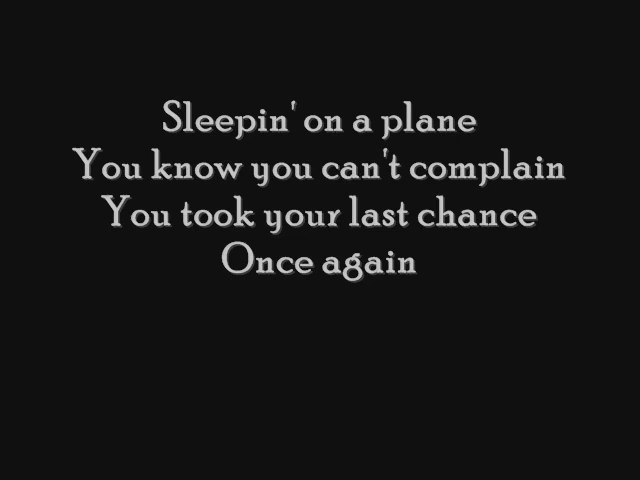 Sleepin' on a plane
You know you can't complain
You took your last chance
Once again